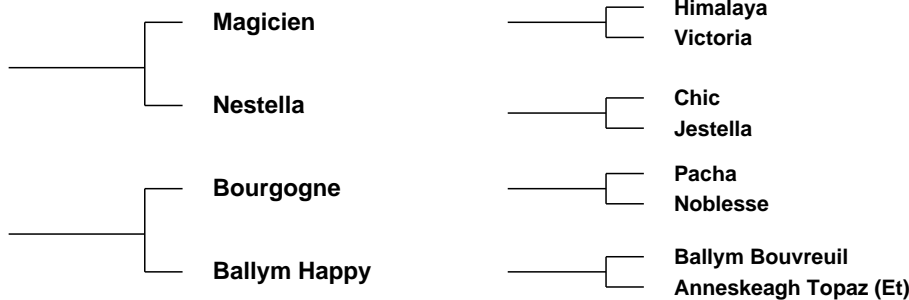 Himalaya
Magicien
Victoria
Chic
Nestella
Jestella
Pacha
Bourgogne
Noblesse
Ballym Bouvreuil
Ballym Happy
Anneskeagh Topaz (Et)